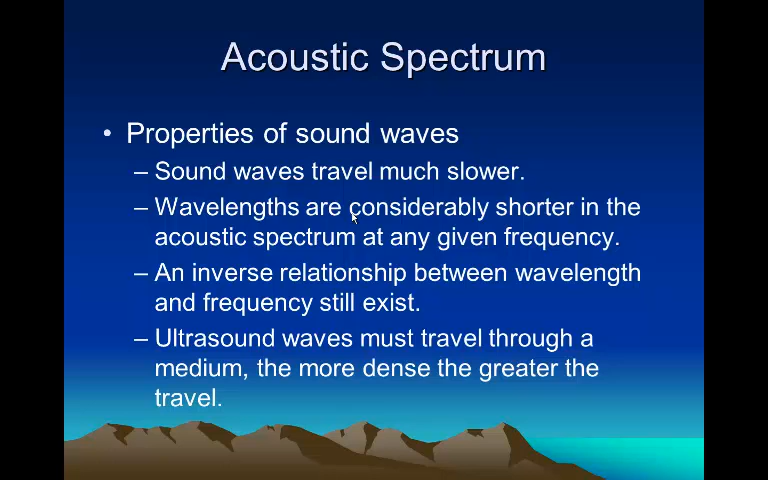 Acoustic Spectrum
• Properties of sound waves
– Sound waves travel much slower.
– Wavelengths are considerably shorter in the
acoustic spectrum at any given frequency.
– An inverse relationship between wavelength
and frequency still exist.
– Ultrasound waves must travel through a
medium, the more dense the greater the
travel.